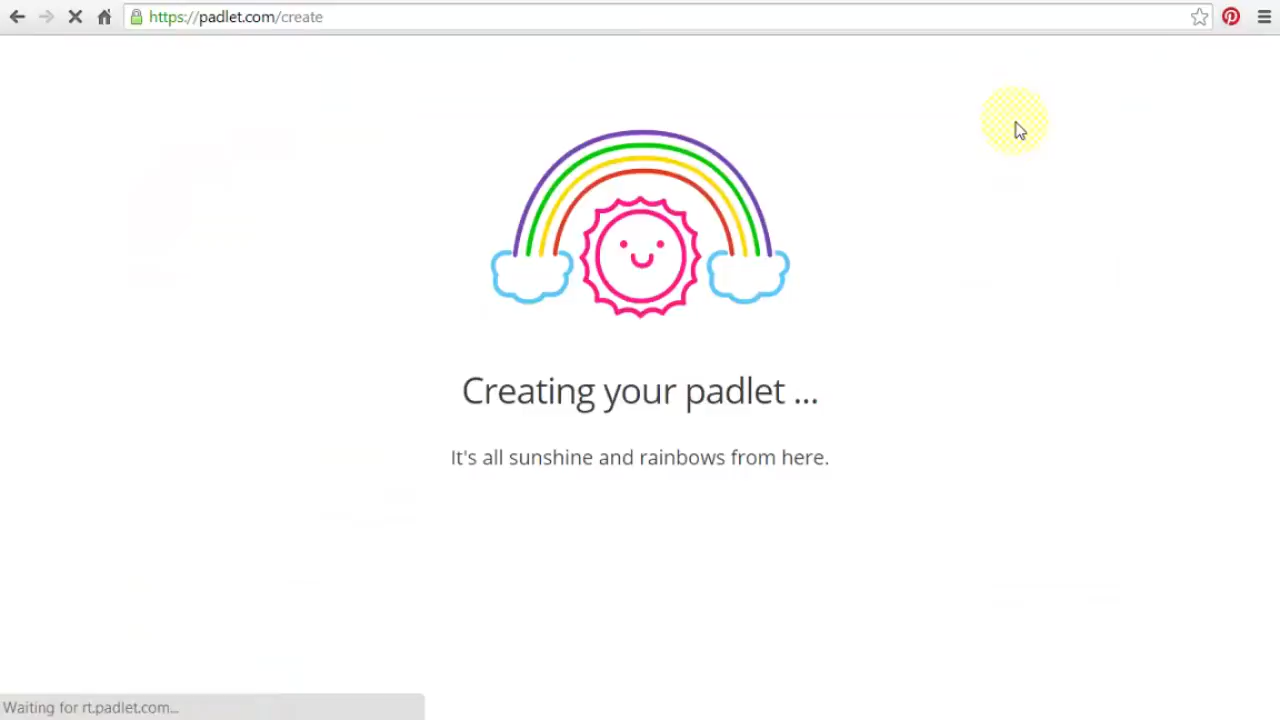 https://padlet.com/create
Creating your padlet ...
It's all sunshine and rainbows from here.
Waiting for rt.padlet.com...